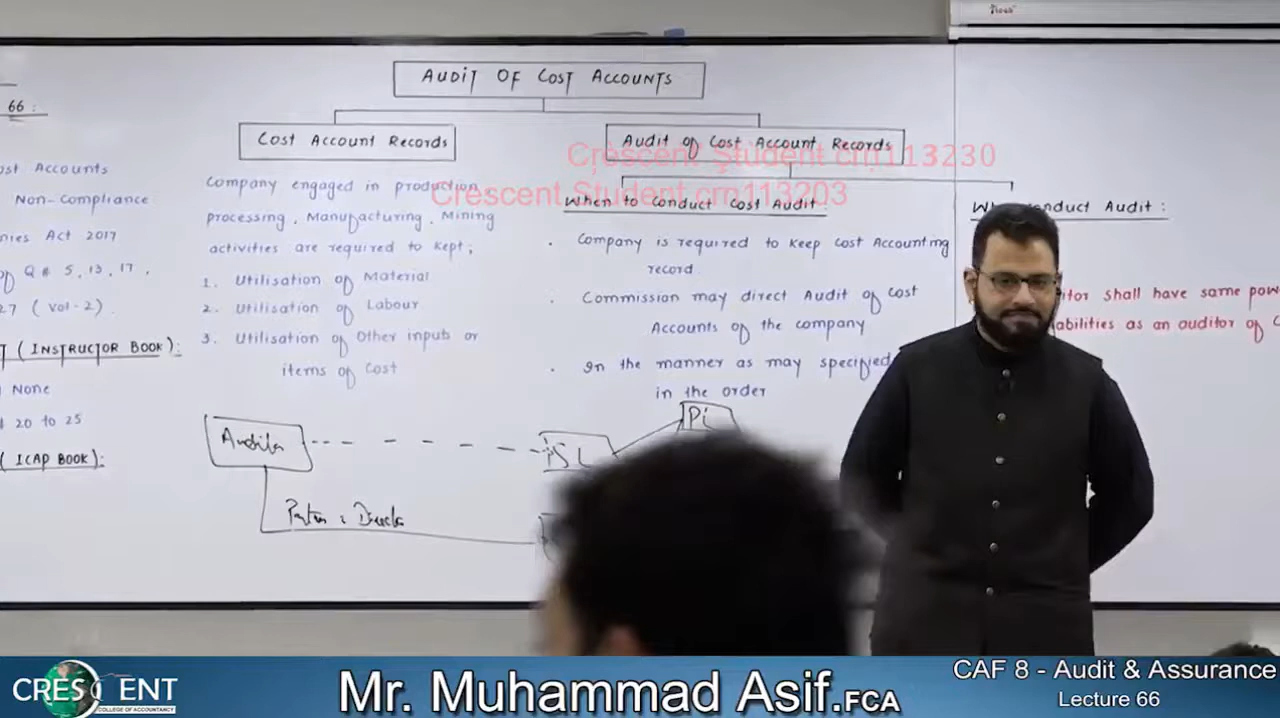 AUDIT OF COST ACCOUNTS
66 :
Cost Account Records
Audit of Cost Account Records
Crescent Student crn113230
Crescent Student crn113203
ost Accounts
Non-Compliance
nies Act 2017
of Q # 5, 13, 17,
27 (Vol-2).
T (INSTRUCTOR BOOK):
None
# 20 to 25
(ICAP BOOK):
Company engaged in production
processing, Manufacturing, Mining
activities are required to kept;
1. Utilisation of Material
2. Utilisation of Labour
3. Utilisation of Other inputs or
items of Cost
When to conduct Cost Audit
. Company is required to keep Cost Accounting
record.
. Commission may direct Audit of Cost
Accounts of the company
. In the manner as may specified
in the order
conduct Audit :
itor shall have same pow
abilities as an auditor of C
Auditor
PSL
Pi
CRESCENT
COLLEGE OF ACCOUNTANCY
Mr. Muhammad Asif.FCA
CAF 8 - Audit & Assurance
Lecture 66